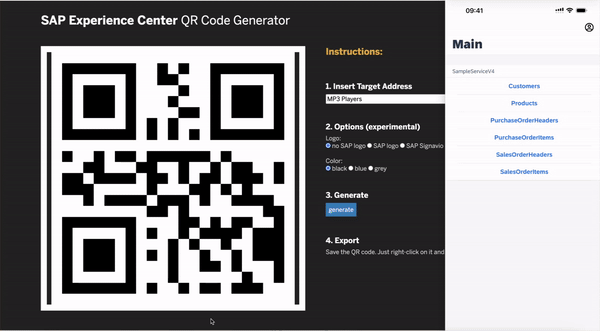 SAP Experience Center QR Code Generator
Instructions:
1. Insert Target Address
MP3 Players
2. Options (experimental)
Logo:
no SAP logo SAP logo SAP Signavio
Color:
black blue grey
3. Generate
generate
4. Export
Save the QR code. Just right-click on it and
09:41
Main
SampleServiceV4
Customers
Products
PurchaseOrderHeaders
PurchaseOrderItems
SalesOrderHeaders
SalesOrderItems